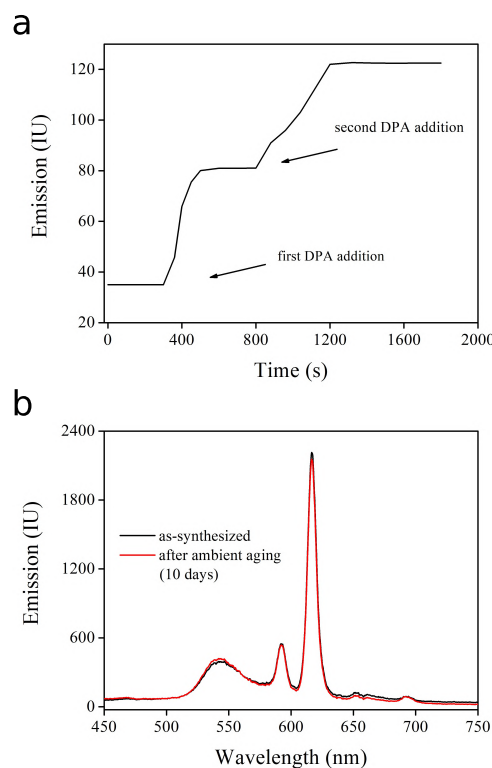 a
120
100
80
60
40
20
Emission (IU)
second DPA addition
first DPA addition
0
400
800
1200
1600
2000
Time (s)
b
2400
1800
1200
600
0
Emission (IU)
as-synthesized
after ambient aging
(10 days)
450
500
550
600
650
700
750
Wavelength (nm)